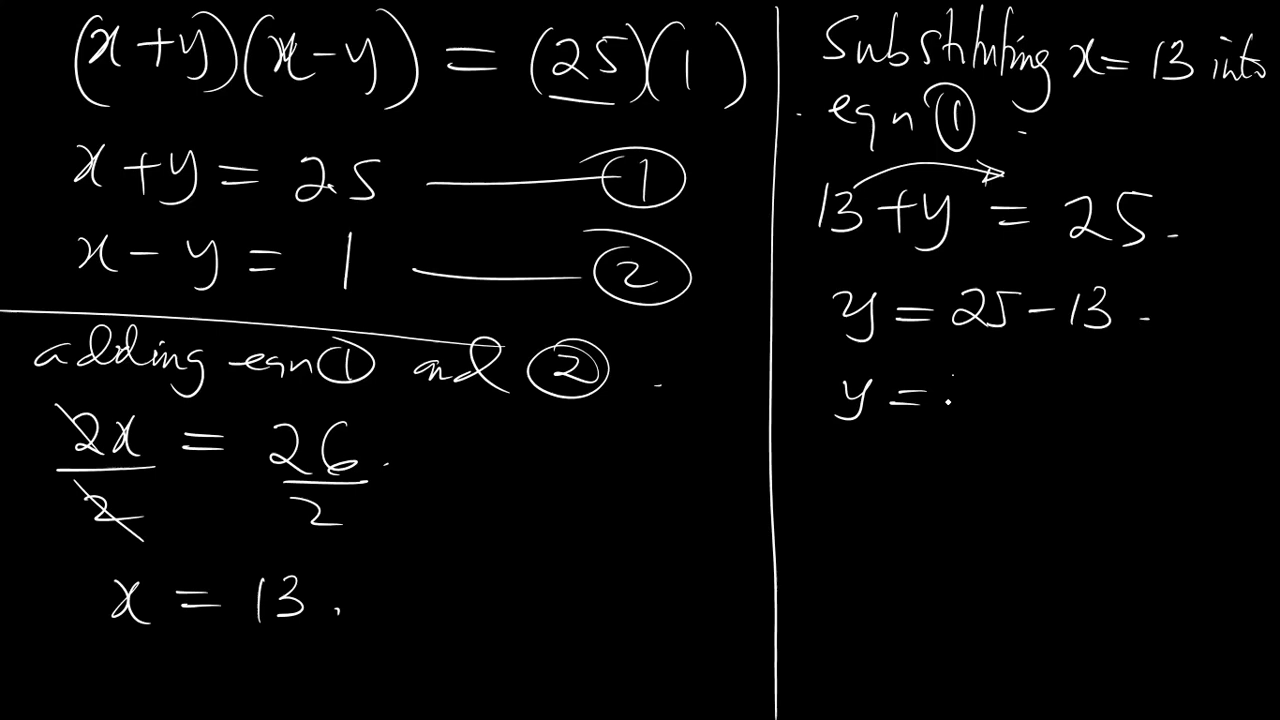 (x+y)(x-y) = (25)(1)
x+y = 25 ——— ①
x - y = 1 ——— ②
adding eqn ① and ② .
2x/2 = 26/2 .
x = 13 .
Substituting x= 13 into
eqn ① .
13 +y = 25 .
y = 25 - 13 .
y =